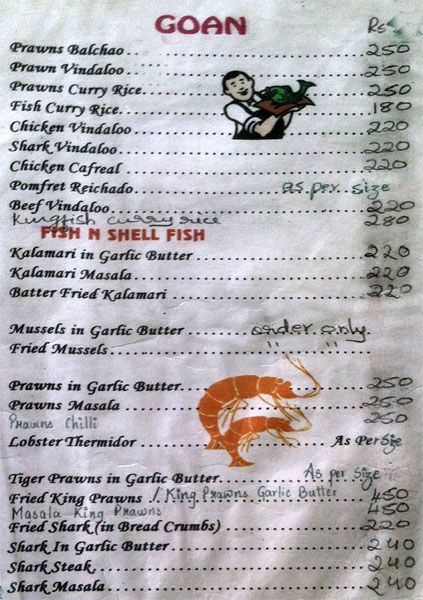 GOAN Rs
Prawns Balchao 250
Prawn Vindaloo 250
Prawns Curry Rice 250
Fish Curry Rice 180
Chicken Vindaloo 220
Shark Vindaloo 220
Chicken Cafreal 220
Pomfret Reichado as per size
Beef Vindaloo 220
Kingfish curry rice 280
FISH N SHELL FISH
Kalamari in Garlic Butter 220
Kalamari Masala 220
Batter Fried Kalamari 220
Mussels in Garlic Butter order only.
Fried Mussels " "
Prawns in Garlic Butter 250
Prawns Masala 250
Prawns Chilli 250
Lobster Thermidor As Per Size
Tiger Prawns in Garlic Butter As per size
Fried King Prawns / King Prawns Garlic Butter 450
Masala King Prawns 450
Fried Shark (in Bread Crumbs) 220
Shark In Garlic Butter 240
Shark Steak 240
Shark Masala 240